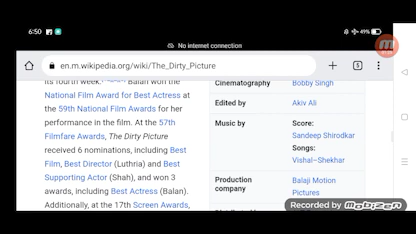 6:50
49%
No internet connection
en.m.wikipedia.org/wiki/The_Dirty_Picture
5
its fourth week. Balan won the
National Film Award for Best Actress at
the 59th National Film Awards for her
performance in the film. At the 57th
Filmfare Awards, The Dirty Picture
received 6 nominations, including Best
Film, Best Director (Luthria) and Best
Supporting Actor (Shah), and won 3
awards, including Best Actress (Balan).
Additionally, at the 17th Screen Awards,
Cinematography Bobby Singh
Edited by Akiv Ali
Music by Score:
Sandeep Shirodkar
Songs:
Vishal–Shekhar
Production Balaji Motion
company Pictures
Recorded by Mobizen